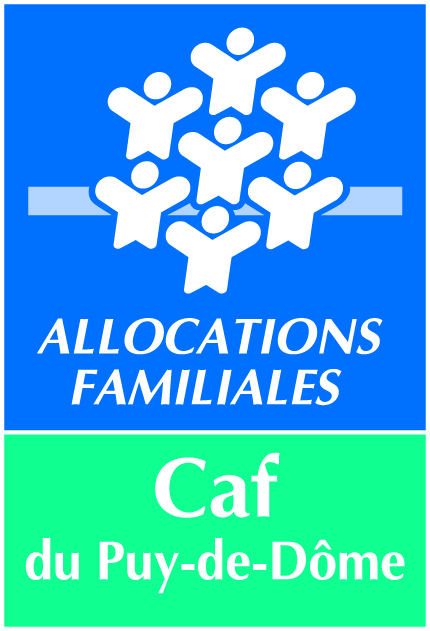 ALLOCATIONS
FAMILIALES
Caf
du Puy-de-Dôme